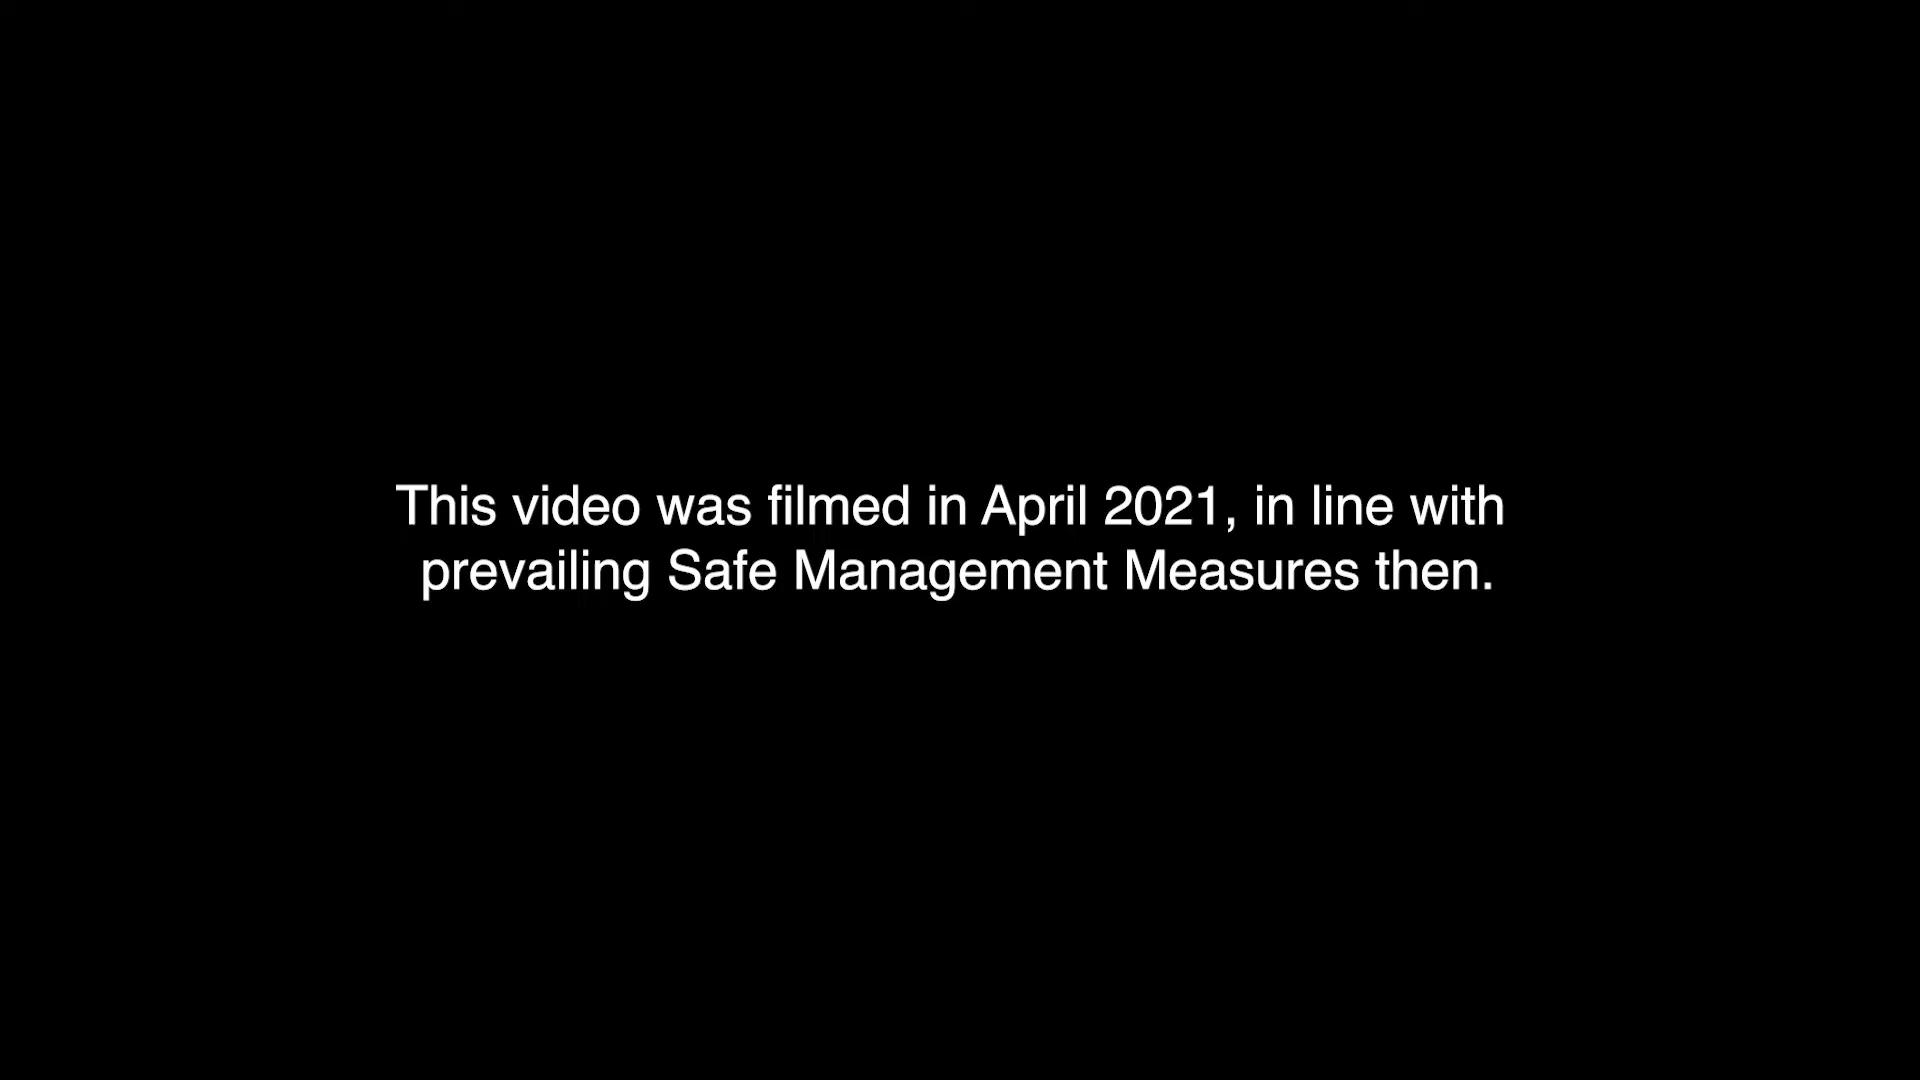 This video was filmed in April 2021, in line with
prevailing Safe Management Measures then.